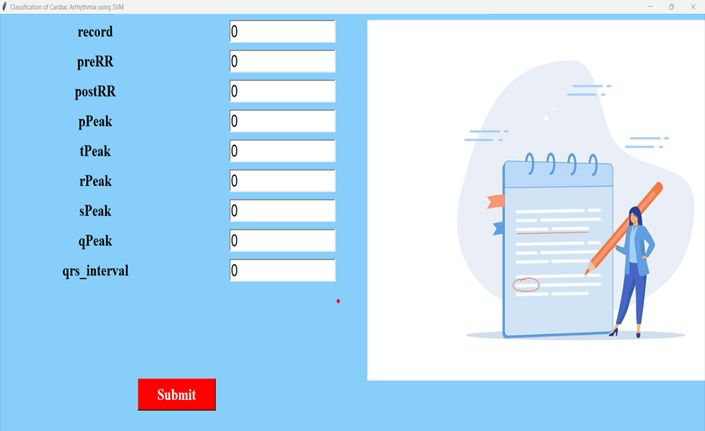 Classification of Cardiac Arrhythmia using SVM
record 0
preRR 0
postRR 0
pPeak 0
tPeak 0
rPeak 0
sPeak 0
qPeak 0
qrs_interval 0
Submit